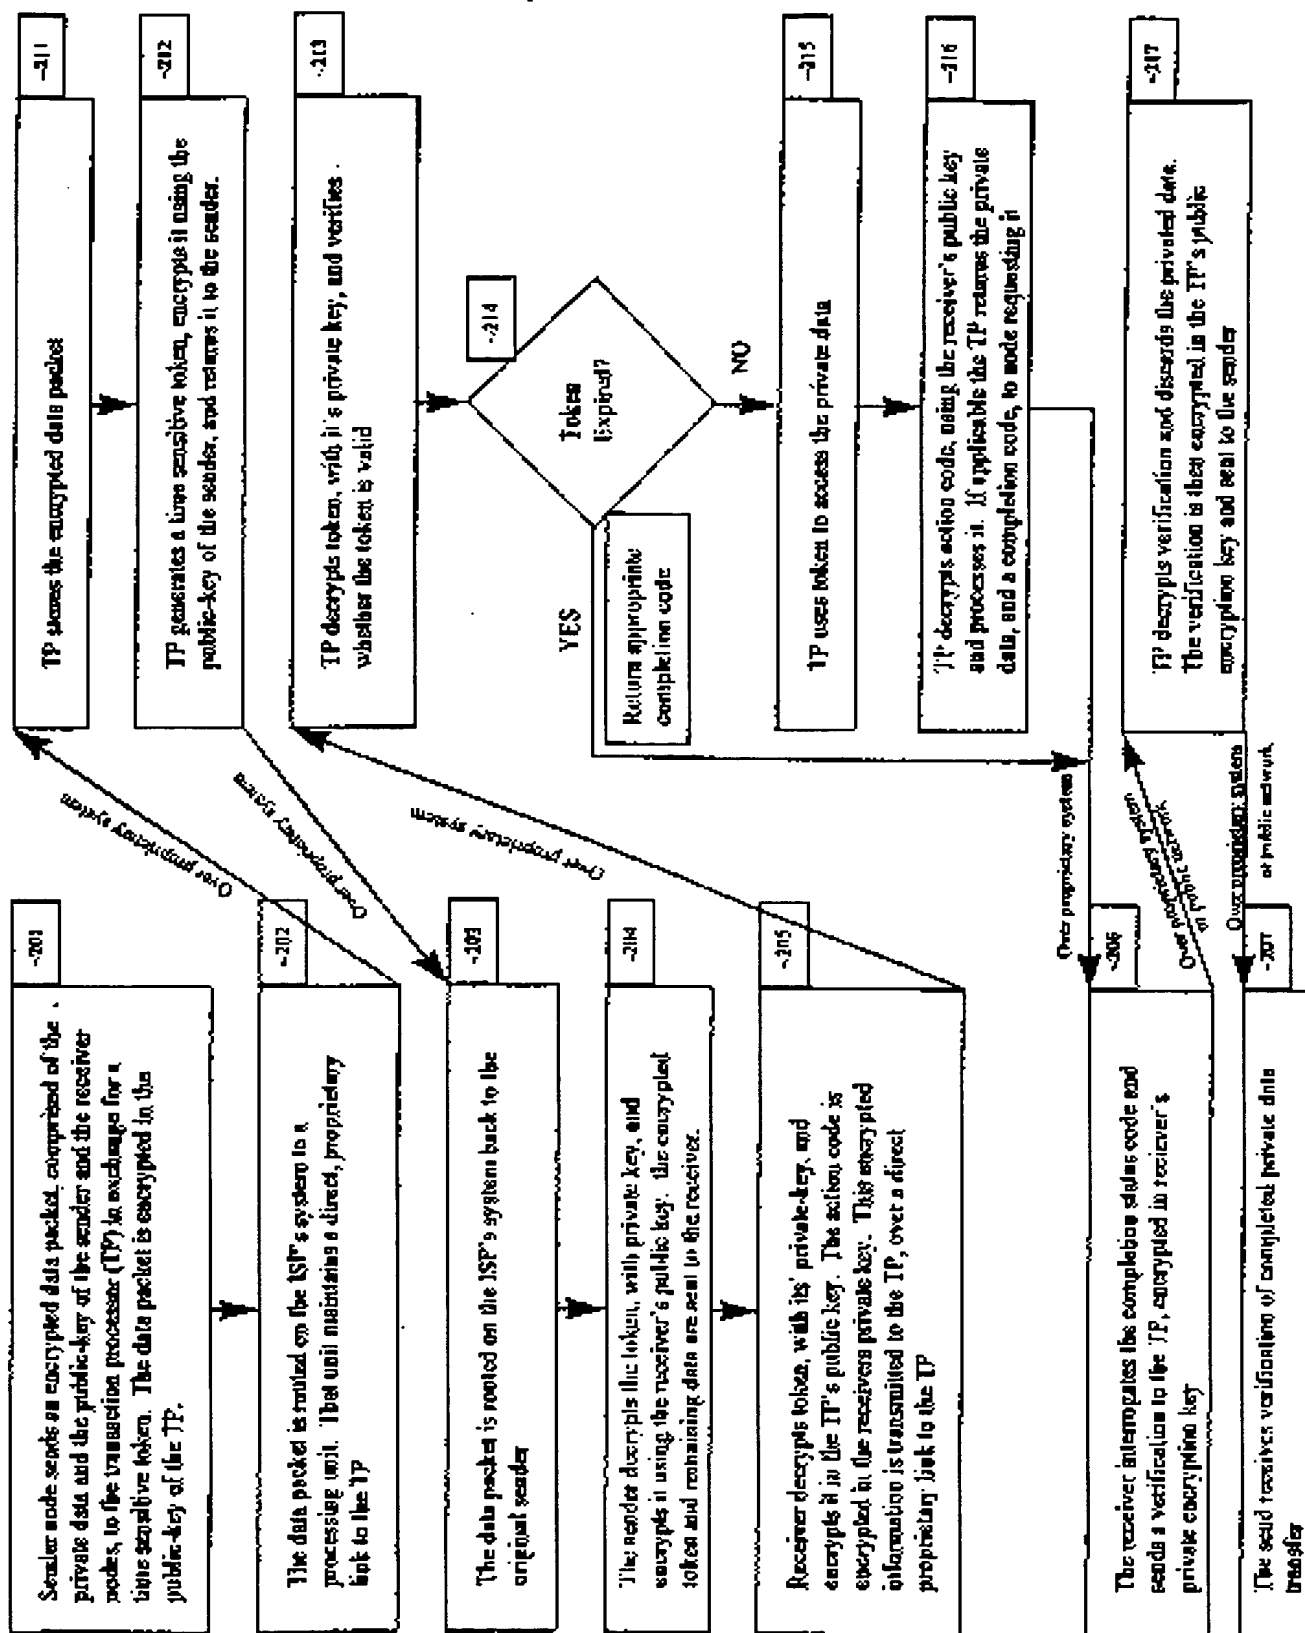 ~201
Sender node sends an encrypted data packet, comprised of the
private data and the public-key of the sender and the receiver
nodes, to the transaction processor (TP) in exchange for a
time sensitive token. The data packet is encrypted in the
public-key of the TP.
~202
The data packet is routed on the ISP's system to a
processing unit. That unit maintains a direct, proprietary
link to the TP
~203
The data packet is rooted on the ISP's system back to the
original sender
~204
The sender decrypts the token, with private key, and
encrypts it using the receiver's public key. the encrypted
token and remaining data are sent to the receiver.
~205
Receiver decrypts token, with its' private-key, and
encrypts it in the TP's public key. The action code is
encrypted in the receivers private key. This encrypted
information is transmitted to the TP, over a direct
proprietary link to the TP
~206
The receiver interrogates the completion status code and
sends a verification to the TP, encrypted in reciever's
private encryption key
~207
The send receives verification of completed private data
transfer
Over proprietary system
Over proprietary system
Over proprietary system
Over proprietary system
Over proprietary system
or public network
Over proprietary system
or public network
~211
TP stores the encrypted data packet
~212
TP generates a time sensitive token, encrypts it using the
public-key of the sender, and returns it to the sender.
~213
TP decrypts token, with it's private key, and verifies
whether the token is valid
~214
Token
Expired?
YES
NO
Return appropriate
completion code
~215
TP uses token to access the private data
~216
TP decrypts action code, using the receiver's public key
and processes it. If applicable the TP returns the private
data, and a completion code, to node requesting it
~217
TP decrypts verification and discards the privated data.
The verification is then encrypted in the TP's public
encryption key and sent to the sender